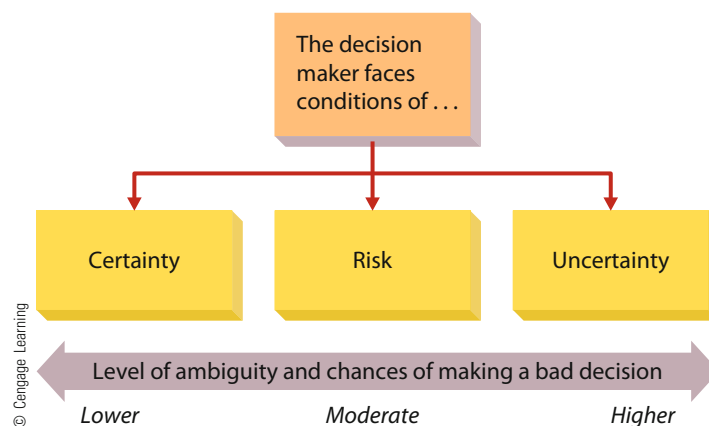 The decision
maker faces
conditions of . . .
Certainty
Risk
Uncertainty
© Cengage Learning
Level of ambiguity and chances of making a bad decision
Lower
Moderate
Higher